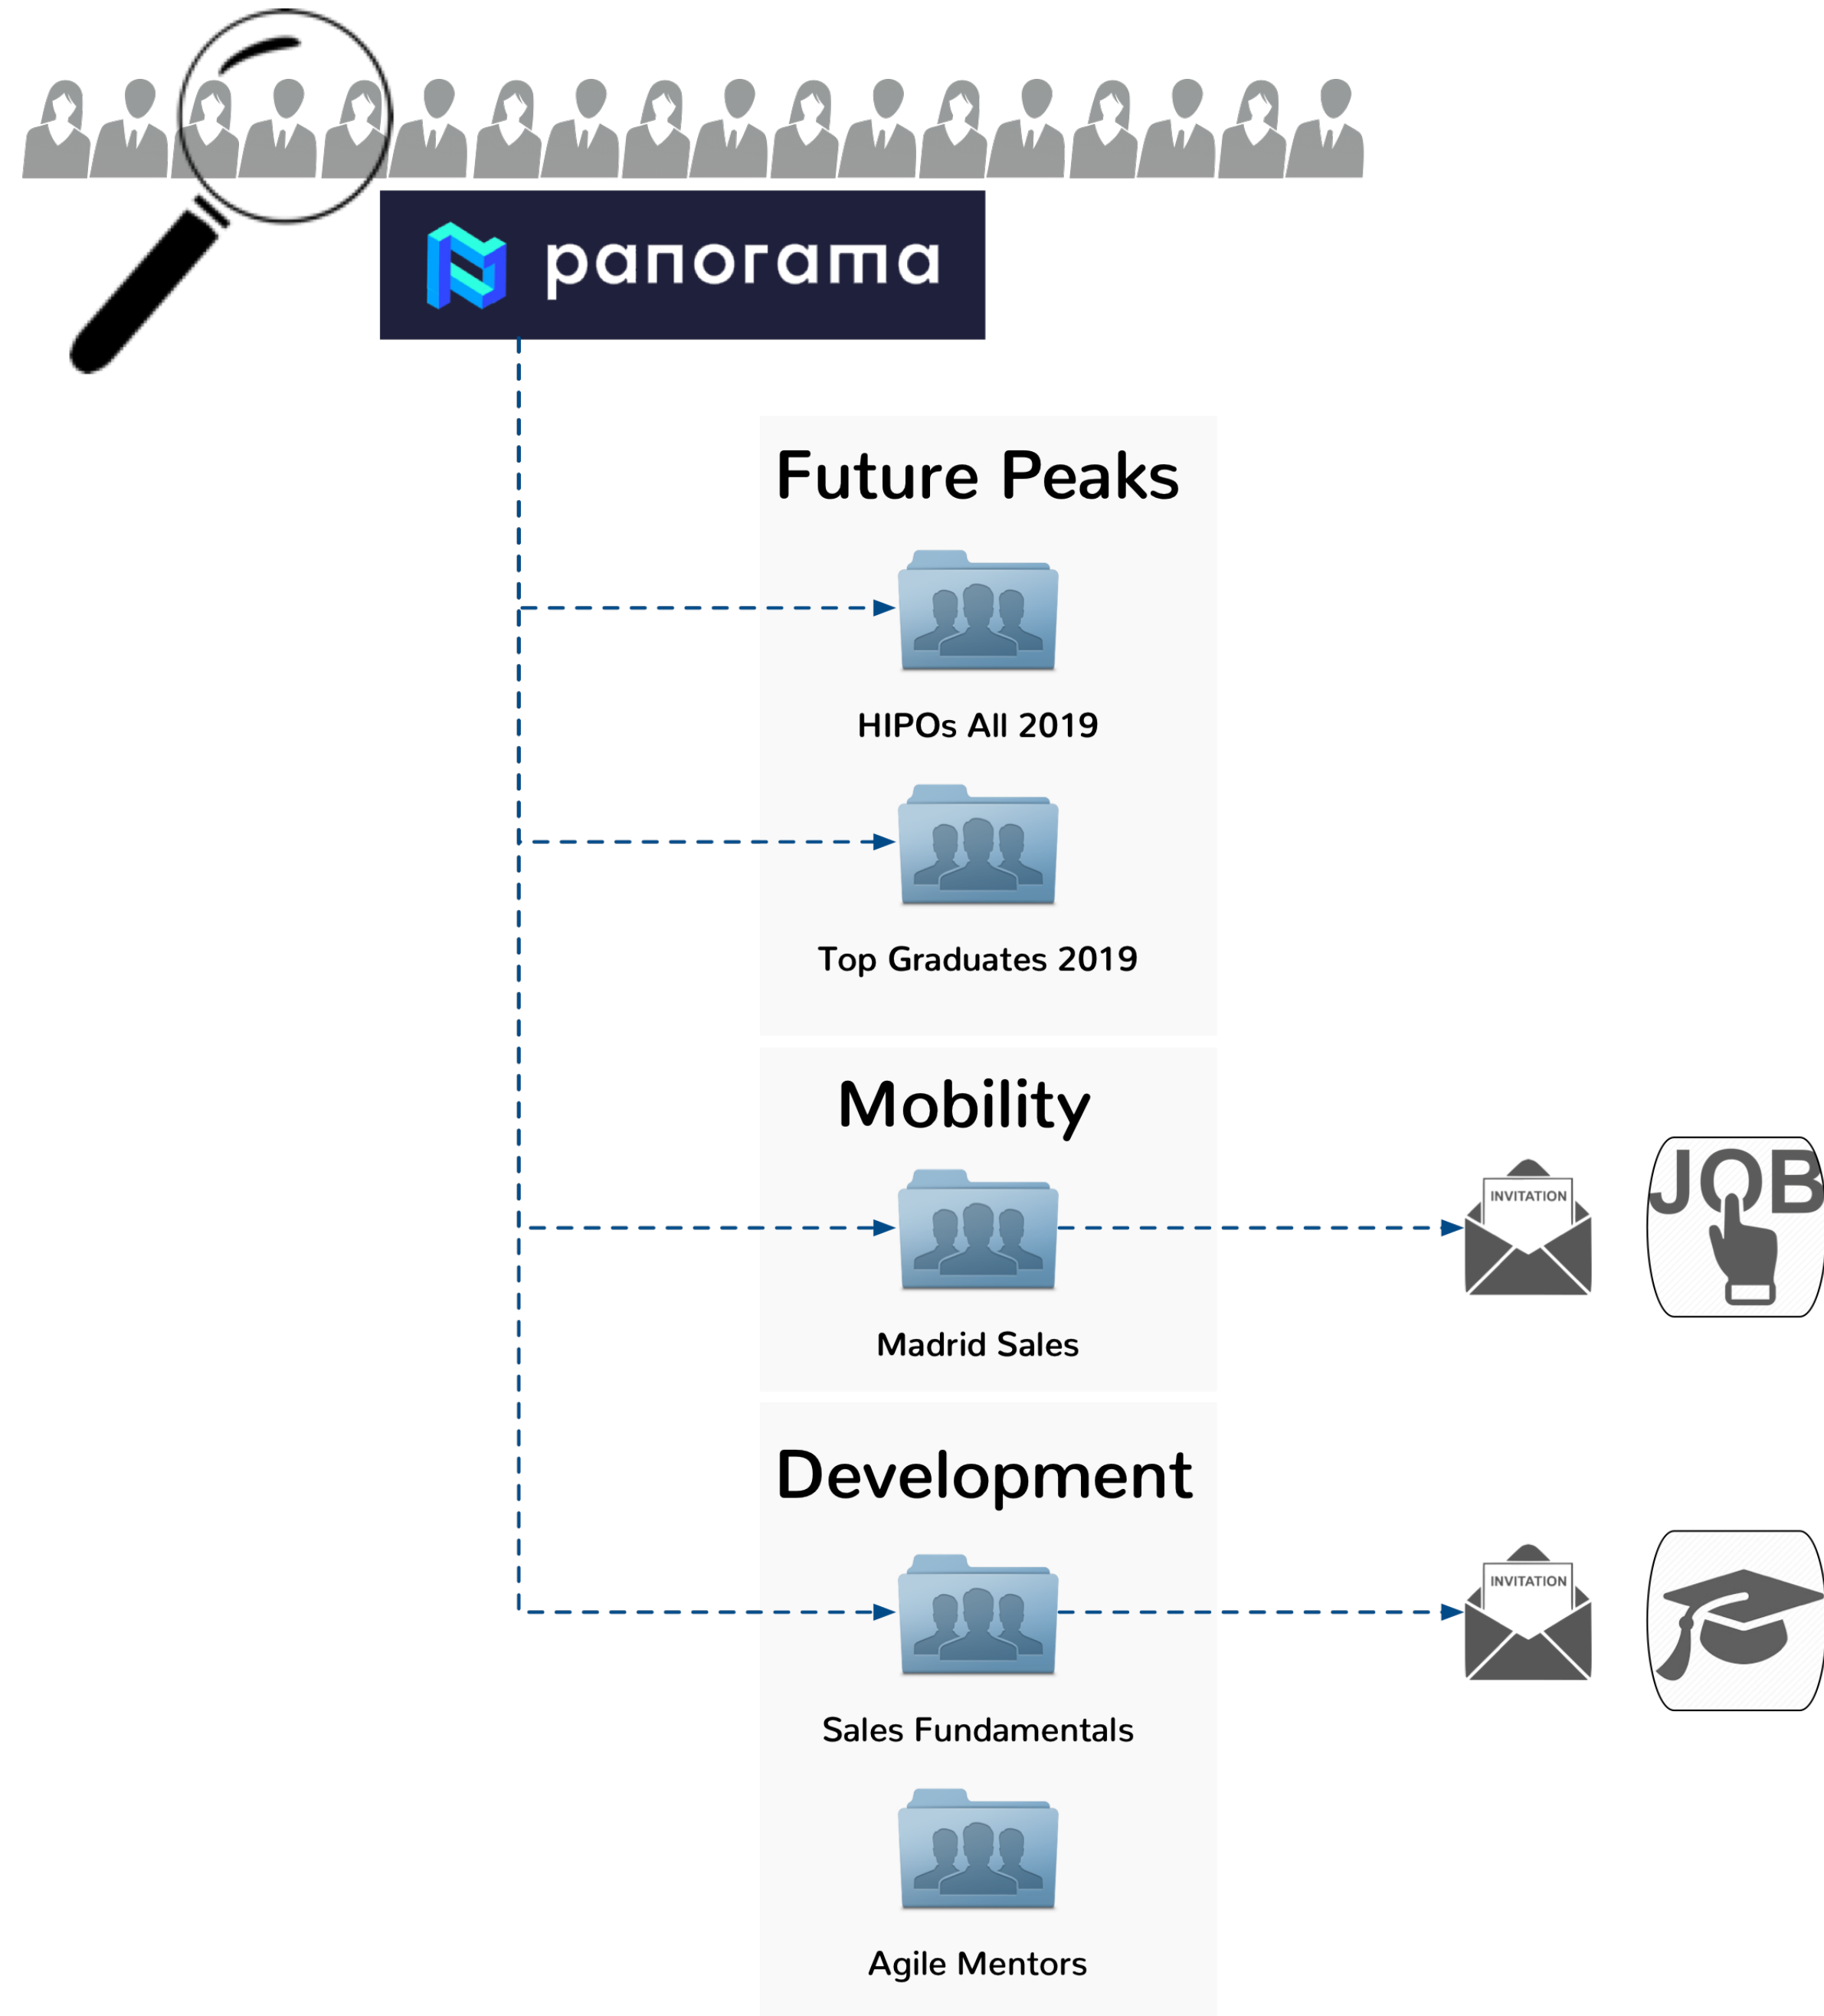 panorama
Future Peaks
HIPOs All 2019
Top Graduates 2019
Mobility
INVITATION
JOB
Madrid Sales
Development
INVITATION
Sales Fundamentals
Agile Mentors